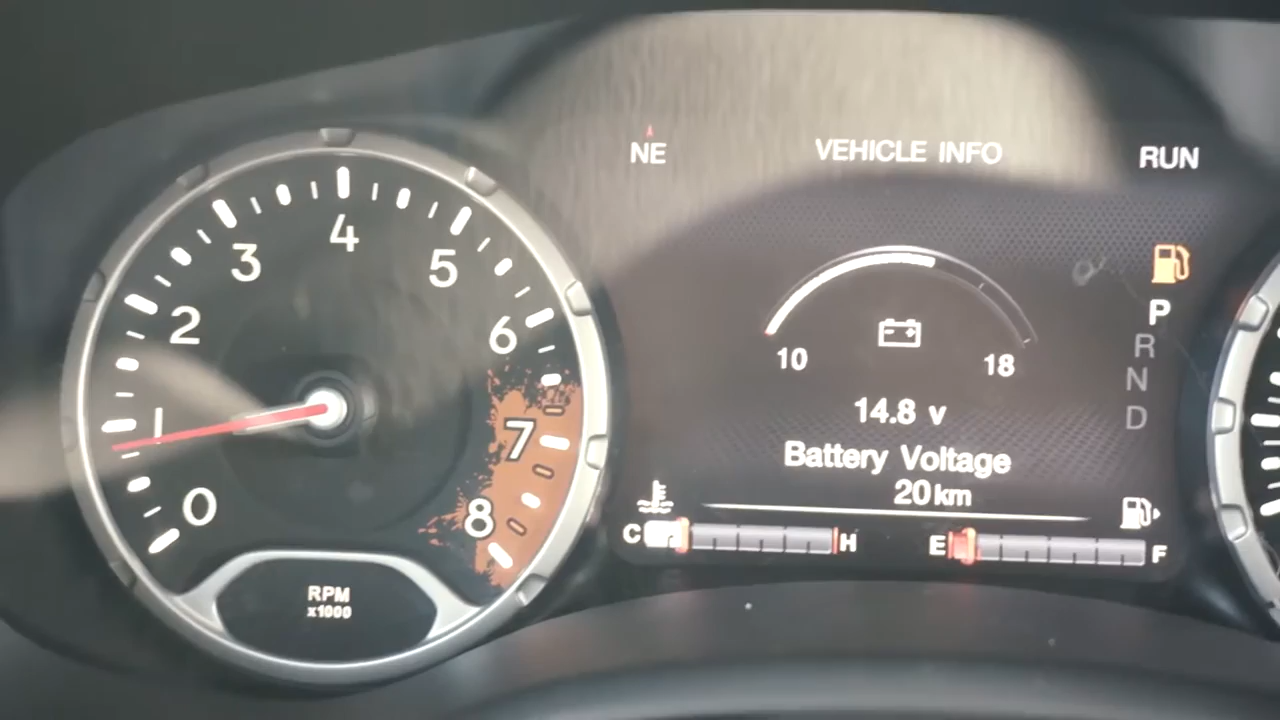 NE VEHICLE INFO RUN
0 1 2 3 4 5 6 7 8
RPM
x1000
10 18
14.8 v
Battery Voltage
20 km
P
R
N
D
C H E F